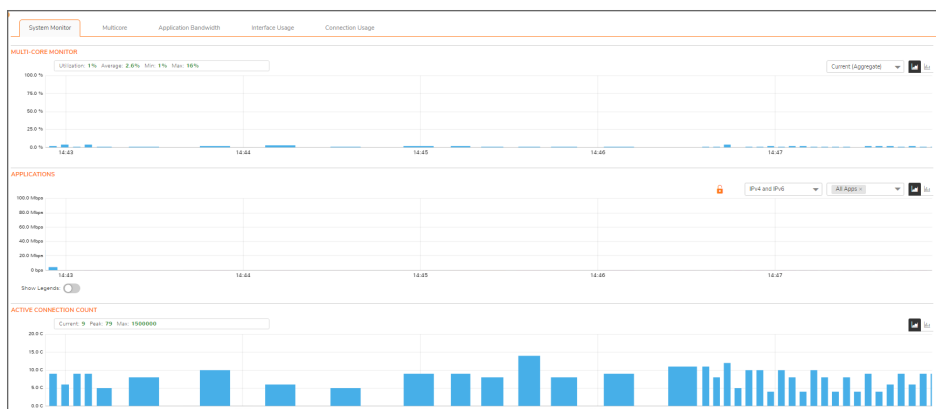 System Monitor Multicore Application Bandwidth Interface Usage Connection Usage
MULTI-CORE MONITOR
Utilization: 1% Average: 2.6% Min: 1% Max: 16%
Current (Aggregate)
100.0 %
75.0 %
50.0 %
25.0 %
0.0 %
14:43 14:44 14:45 14:46 14:47
APPLICATIONS
IPv4 and IPv6 All Apps ×
100.0 Mbps
80.0 Mbps
60.0 Mbps
40.0 Mbps
20.0 Mbps
0 bps
14:43 14:44 14:45 14:46 14:47
Show Legends
ACTIVE CONNECTION COUNT
Current: 9 Peak: 79 Max: 1500000
20.0 C
15.0 C
10.0 C
5.0 C
0.0 C